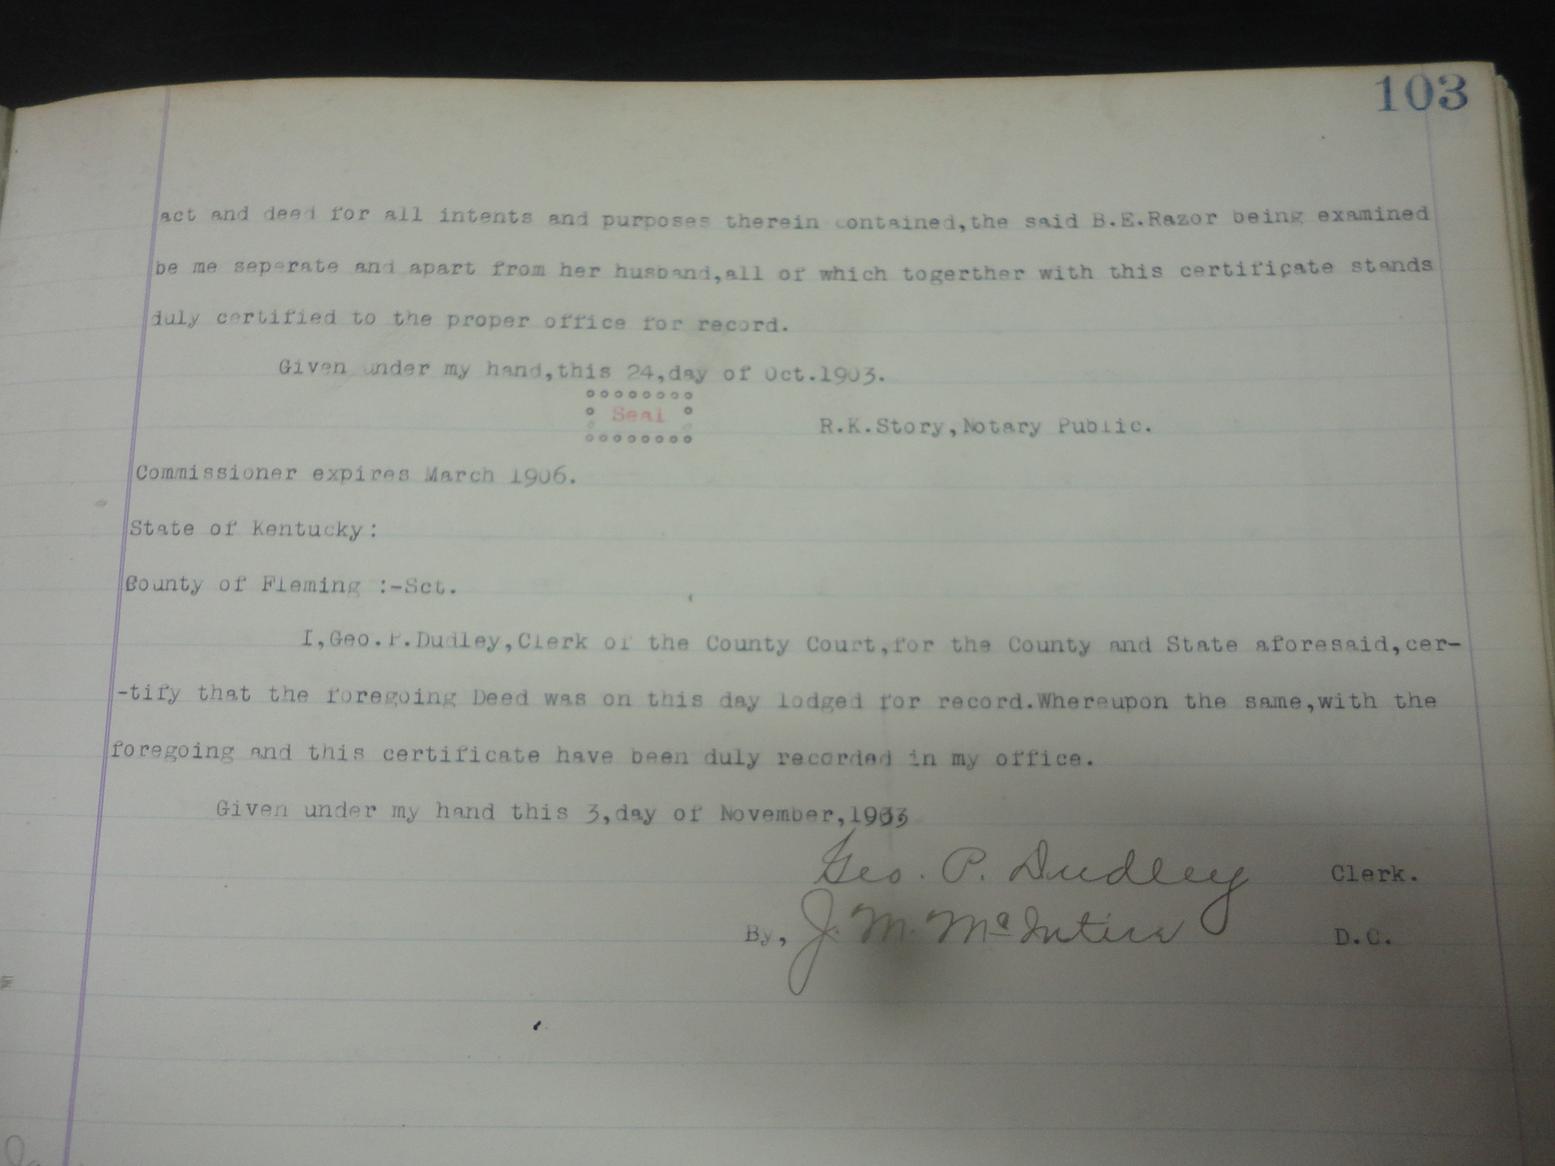 103
act and deed for all intents and purposes therein contained,the said B.E.Razor being examined
be me seperate and apart from her husband,all of which togerther with this certificate stands
duly certified to the proper office for record.
Given under my hand,this 24,day of Oct.1903.
Seal
R.K.Story,Notary Public.
Commissioner expires March 1906.
State of Kentucky:
County of Fleming :-Sct.
I,Geo.P.Dudley,Clerk of the County Court,for the County and State aforesaid,cer-
-tify that the foregoing Deed was on this day lodged for record.Whereupon the same,with the
foregoing and this certificate have been duly recorded in my office.
Given under my hand this 3,day of November,1903
Geo. P. Dudley Clerk.
By, J. M. McIntire D.C.